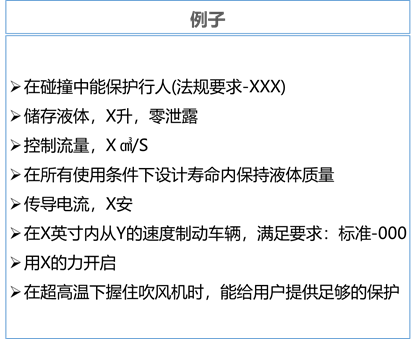 例子
➢在碰撞中能保护行人(法规要求-XXX)
➢储存液体，X升，零泄露
➢控制流量，X ㎤/S
➢在所有使用条件下设计寿命内保持液体质量
➢传导电流，X安
➢在X英寸内从Y的速度制动车辆，满足要求：标准-000
➢用X的力开启
➢在超高温下握住吹风机时，能给用户提供足够的保护